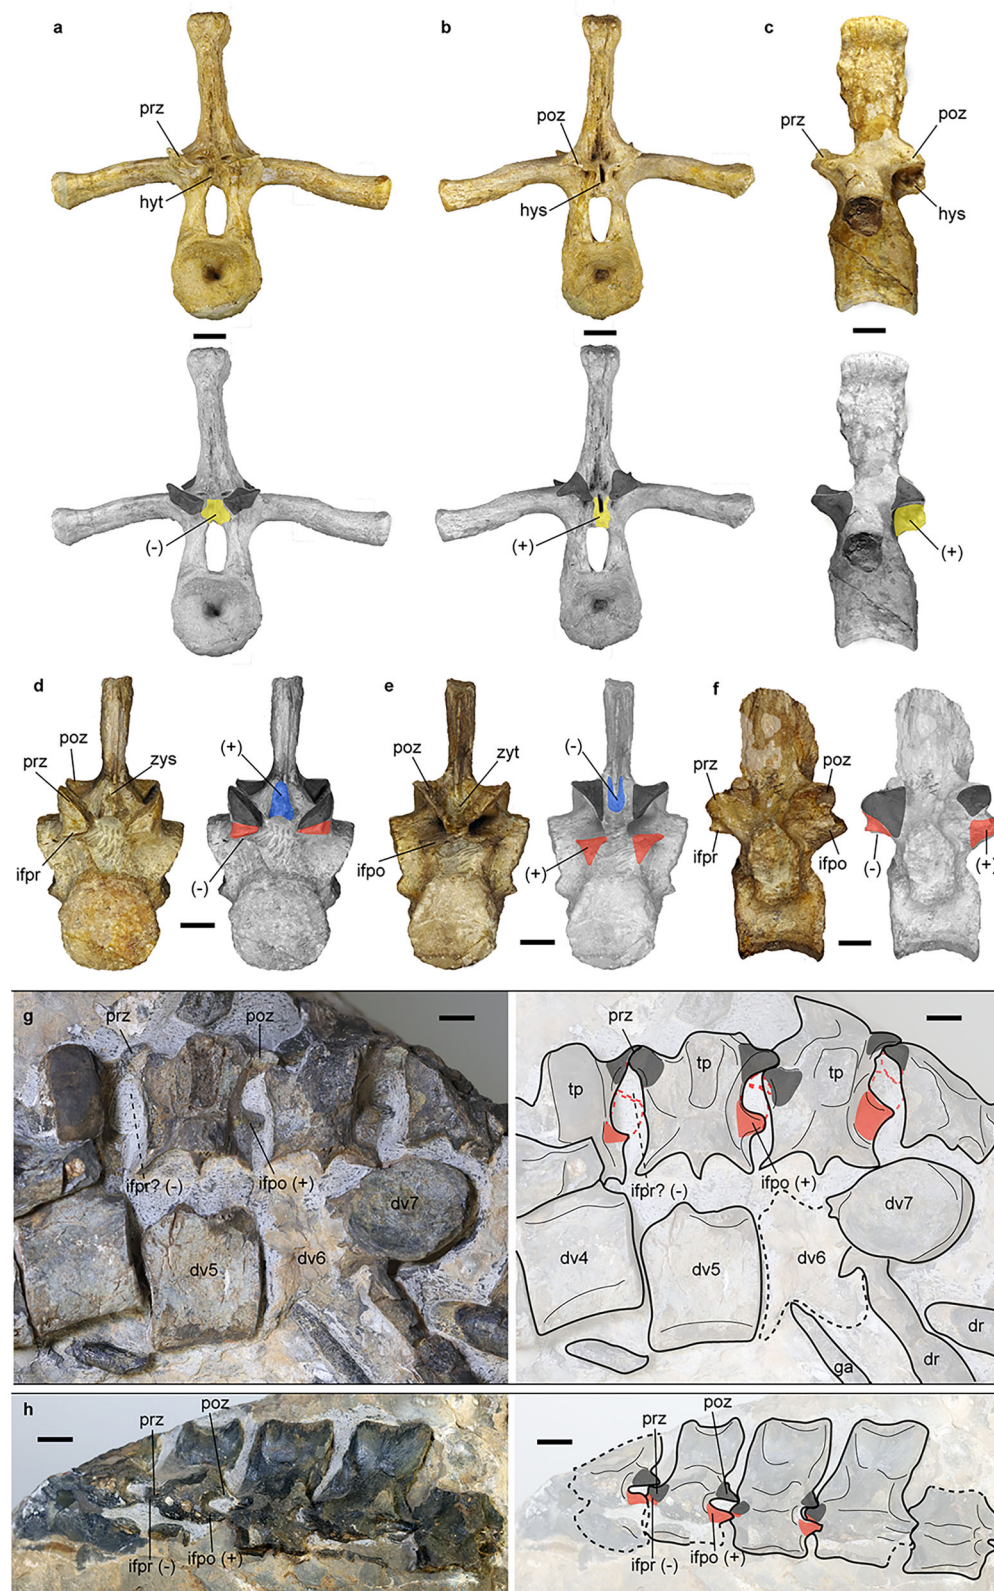 a
b
c
prz
poz
prz
poz
hyt
hys
hys
(-)
(+)
(+)
d
e
f
poz
prz
zys
(+)
poz
zyt
(-)
prz
poz
ifpr
(-)
ifpo
(+)
ifpr
ifpo
(-)
(+)
g
prz
poz
prz
tp
tp
tp
ifpr? (-)
ifpo (+)
dv7
dv5
dv6
ifpr? (-)
ifpo (+)
dv7
dv4
dv5
dv6
dr
ga
dr
h
prz
poz
ifpr (-)
ifpo (+)
prz
poz
ifpr (-)
ifpo (+)